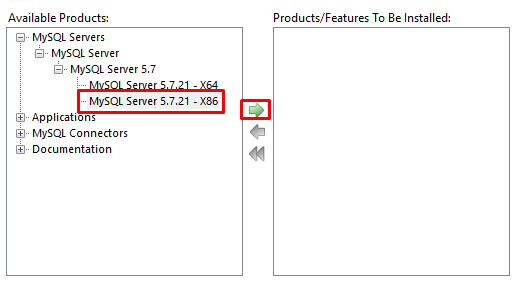 Available Products:
Products/Features To Be Installed:
MySQL Servers
MySQL Server
MySQL Server 5.7
MySQL Server 5.7.21 - X64
MySQL Server 5.7.21 - X86
Applications
MySQL Connectors
Documentation